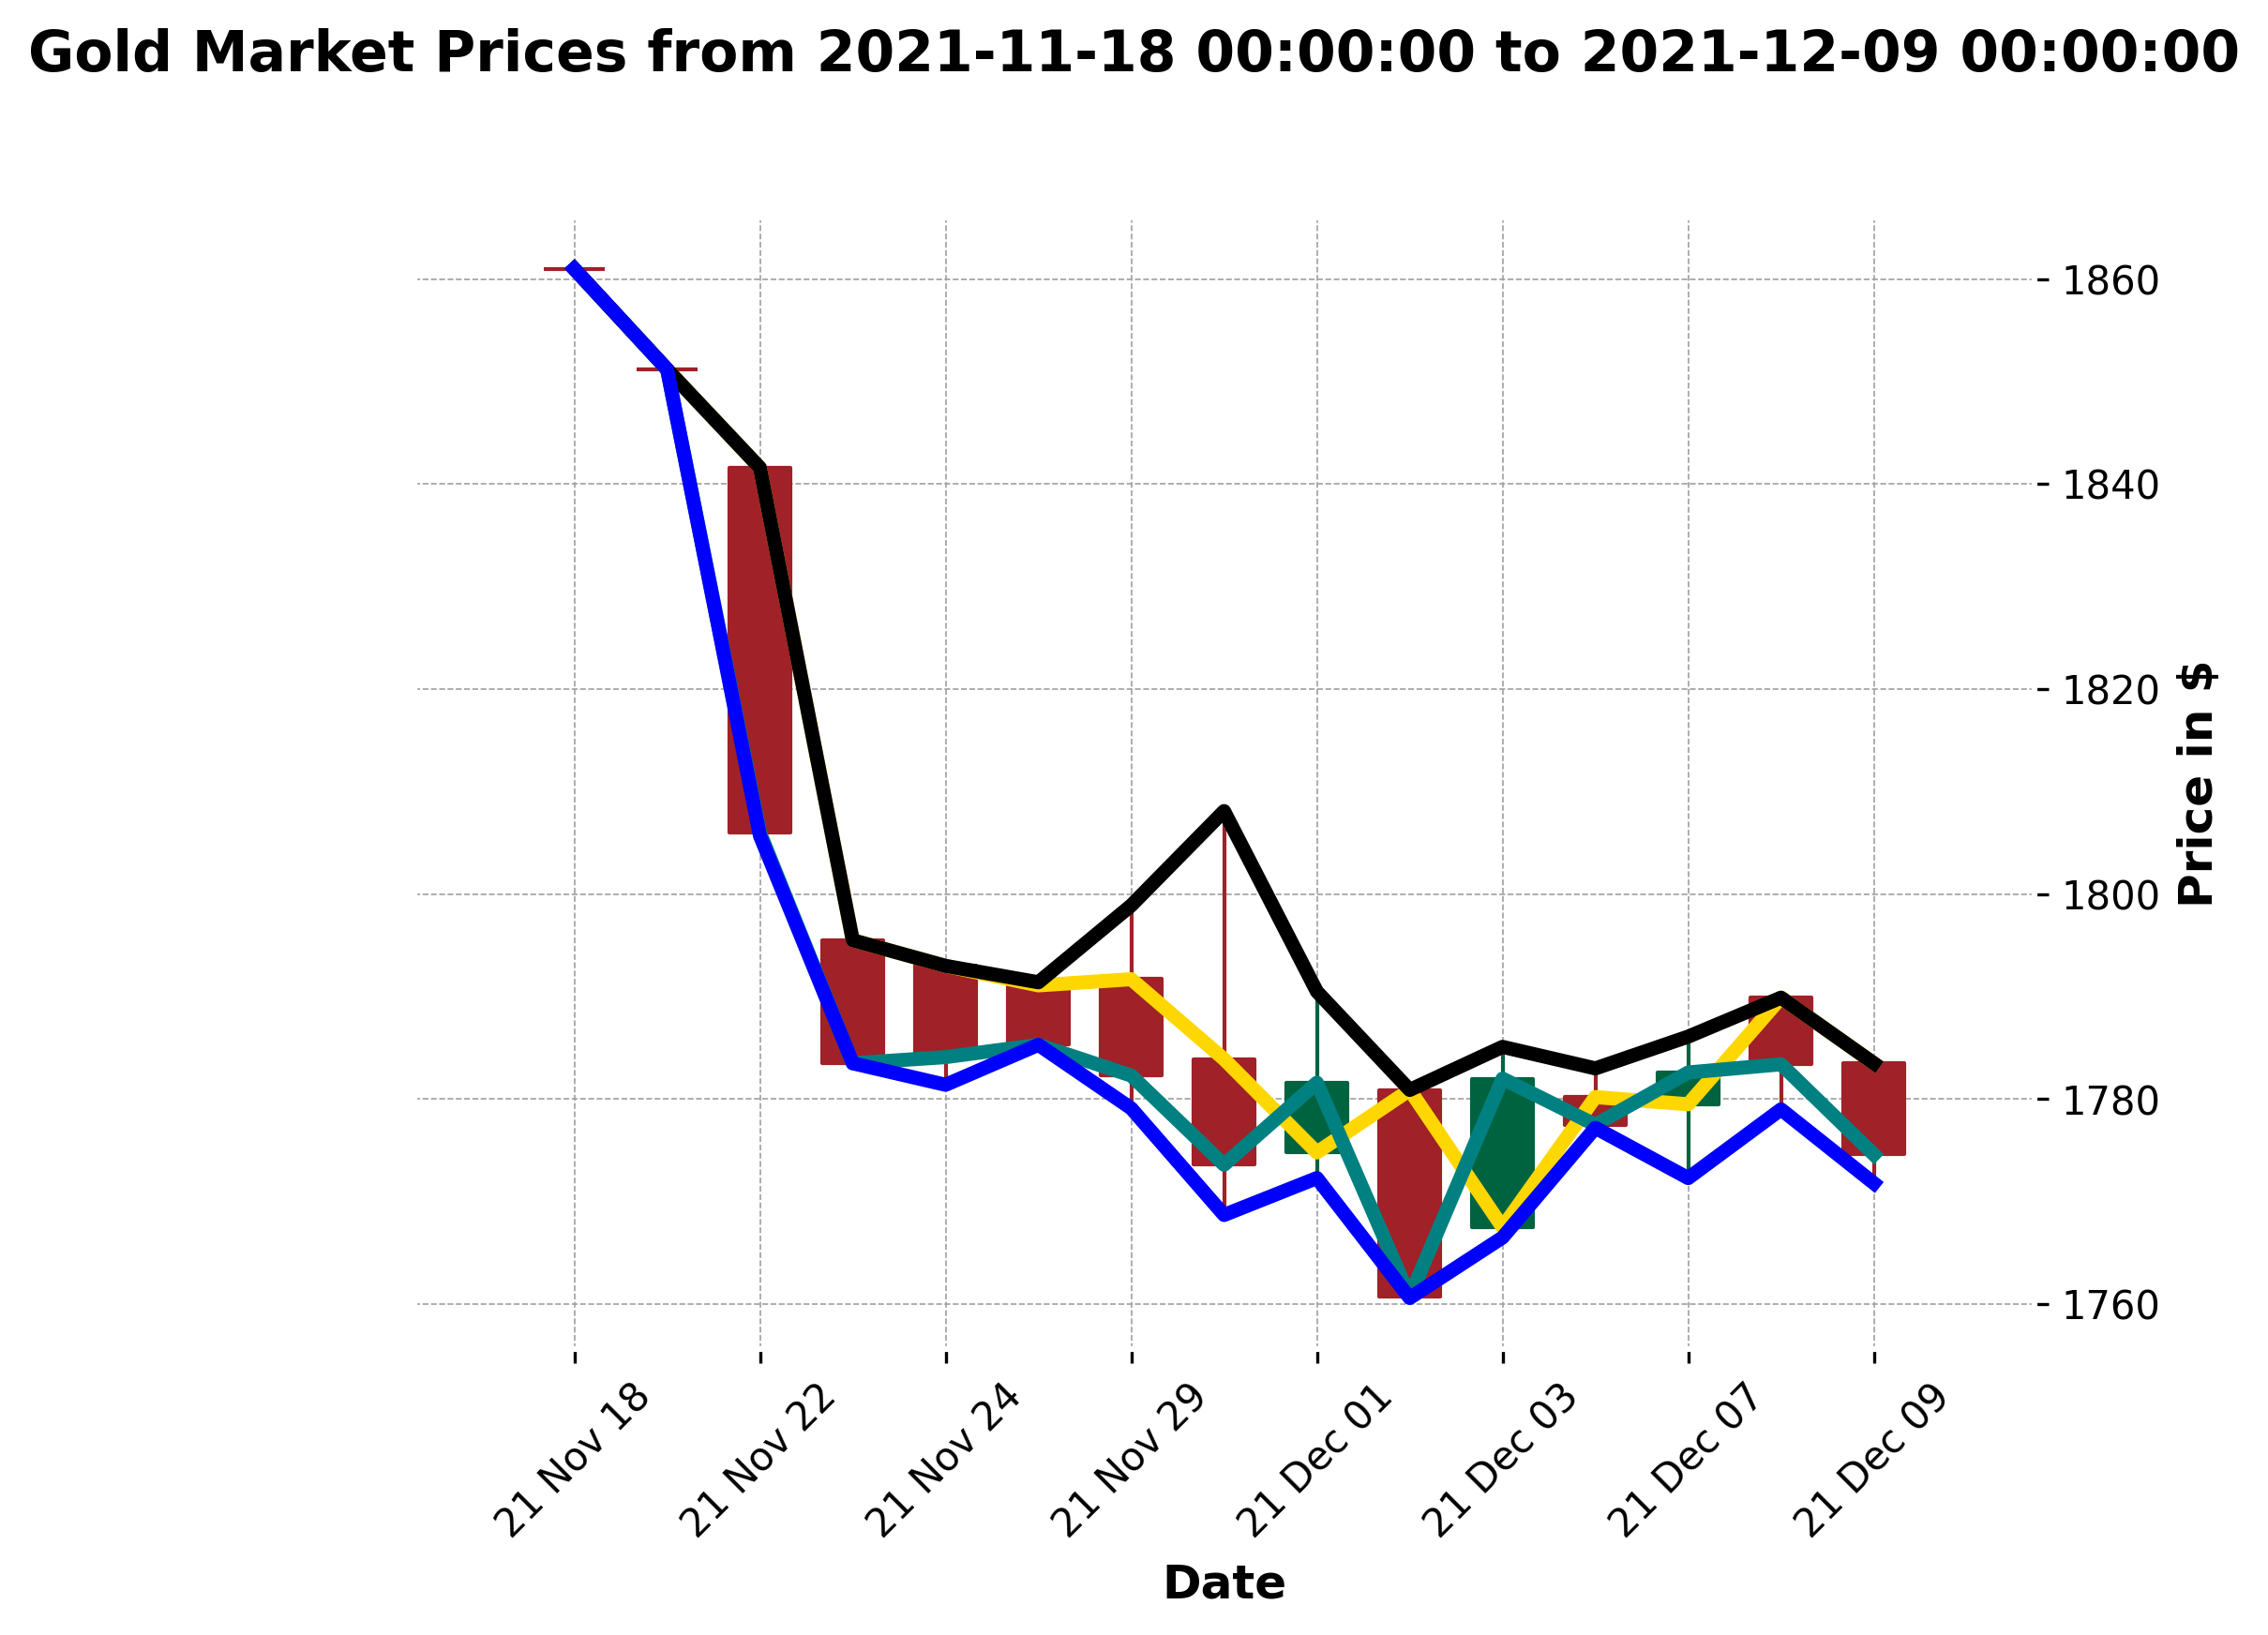 Gold Market Prices from 2021-11-18 00:00:00 to 2021-12-09 00:00:00
1860
1840
1820
1800
1780
1760
Price in $
21 Nov 18
21 Nov 22
21 Nov 24
21 Nov 29
21 Dec 01
21 Dec 03
21 Dec 07
21 Dec 09
Date